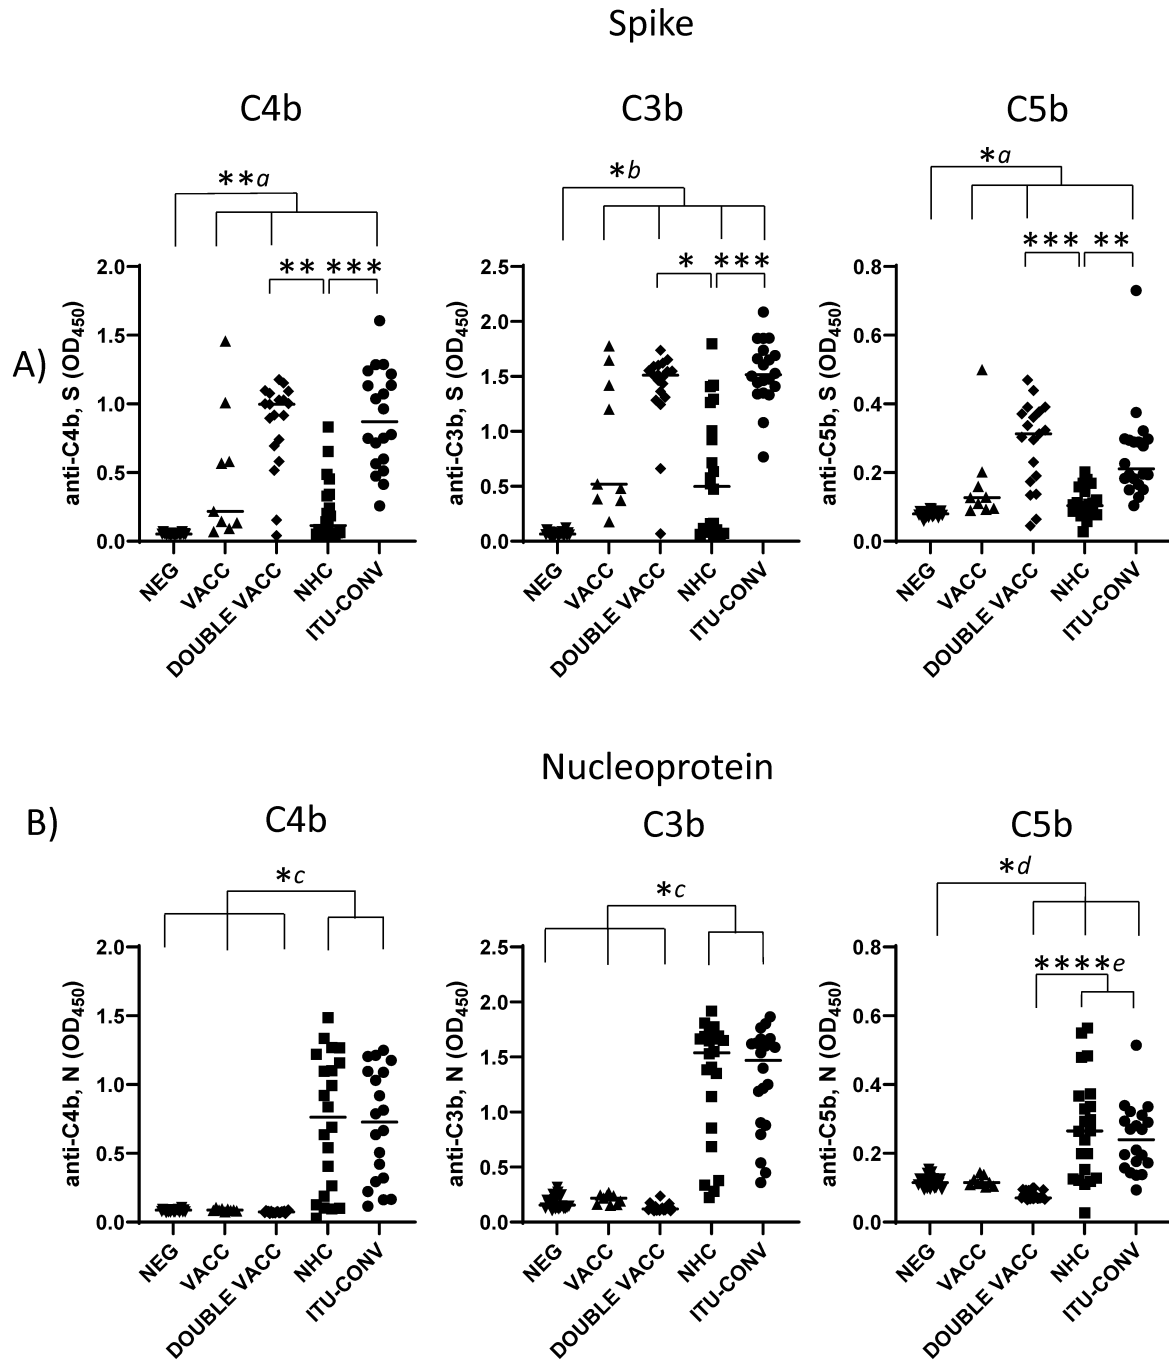 Spike
C4b
C3b
C5b
A)
**a
** ***
anti-C4b, S (OD450)
2.0
1.5
1.0
0.5
0.0
NEG
VACC
DOUBLE VACC
NHC
ITU-CONV
*b
* ***
anti-C3b, S (OD450)
2.5
2.0
1.5
1.0
0.5
0.0
NEG
VACC
DOUBLE VACC
NHC
ITU-CONV
*a
*** **
anti-C5b, S (OD450)
0.8
0.6
0.4
0.2
0.0
NEG
VACC
DOUBLE VACC
NHC
ITU-CONV
Nucleoprotein
B)
C4b
C3b
C5b
*c
anti-C4b, N (OD450)
2.0
1.5
1.0
0.5
0.0
NEG
VACC
DOUBLE VACC
NHC
ITU-CONV
*c
anti-C3b, N (OD450)
2.5
2.0
1.5
1.0
0.5
0.0
NEG
VACC
DOUBLE VACC
NHC
ITU-CONV
*d
****e
anti-C5b, N (OD450)
0.8
0.6
0.4
0.2
0.0
NEG
VACC
DOUBLE VACC
NHC
ITU-CONV